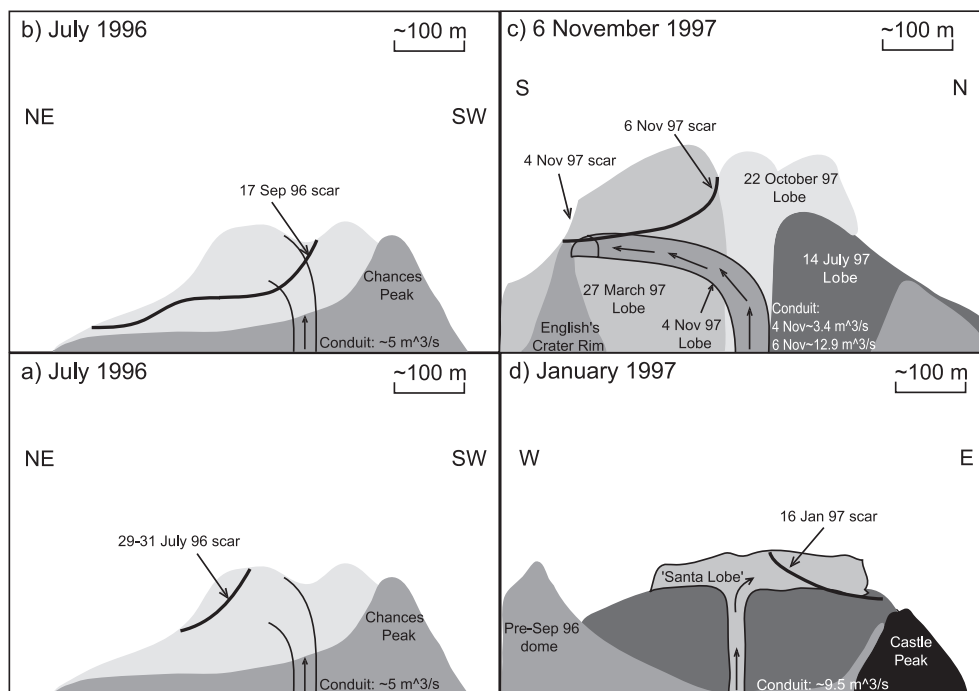 b) July 1996
~100 m
NE
SW
17 Sep 96 scar
Chances
Peak
Conduit: ~5 m^3/s
c) 6 November 1997
~100 m
S
N
6 Nov 97 scar
4 Nov 97 scar
22 October 97
Lobe
14 July 97
Lobe
27 March 97
Lobe
4 Nov 97
Lobe
English's
Crater Rim
Conduit:
4 Nov~3.4 m^3/s
6 Nov~12.9 m^3/s
a) July 1996
~100 m
NE
SW
29-31 July 96 scar
Chances
Peak
Conduit: ~5 m^3/s
d) January 1997
~100 m
W
E
16 Jan 97 scar
'Santa Lobe'
Pre-Sep 96
dome
Castle
Peak
Conduit: ~9.5 m^3/s